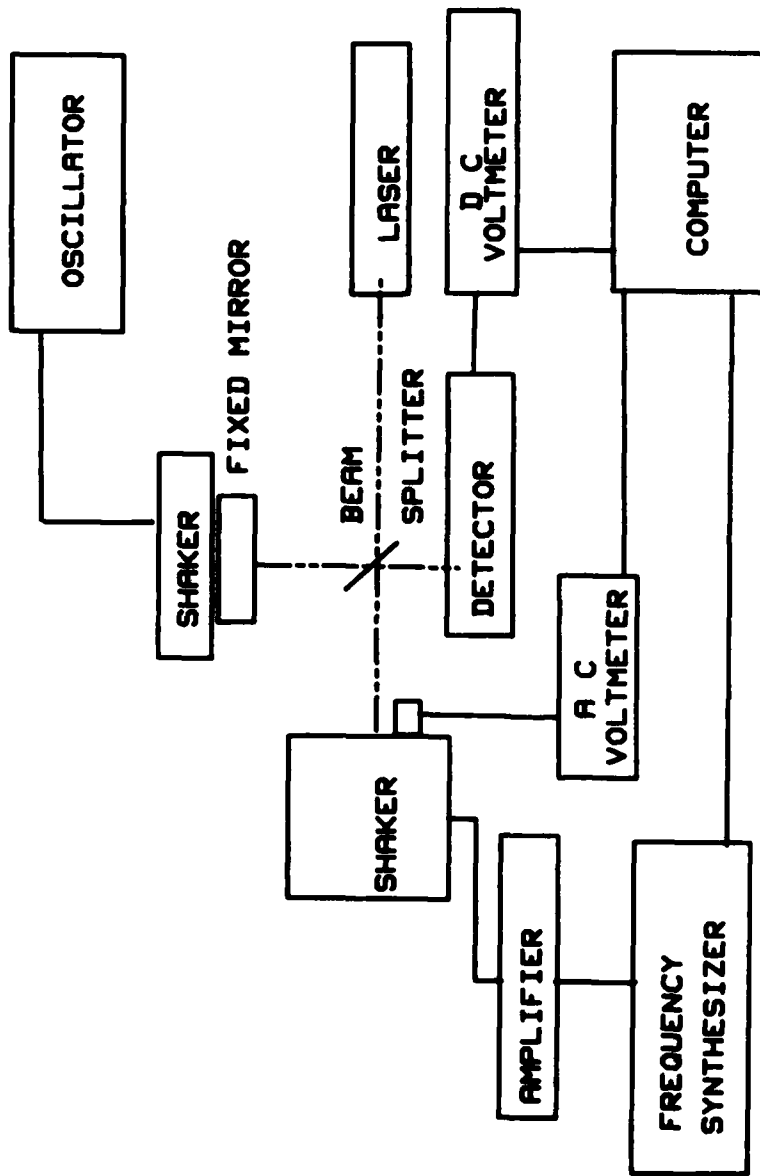 OSCILLATOR
SHAKER
FIXED MIRROR
BEAM
SPLITTER
SHAKER
LASER
DETECTOR
D C
VOLTMETER
AMPLIFIER
A C
VOLTMETER
FREQUENCY
SYNTHESIZER
COMPUTER